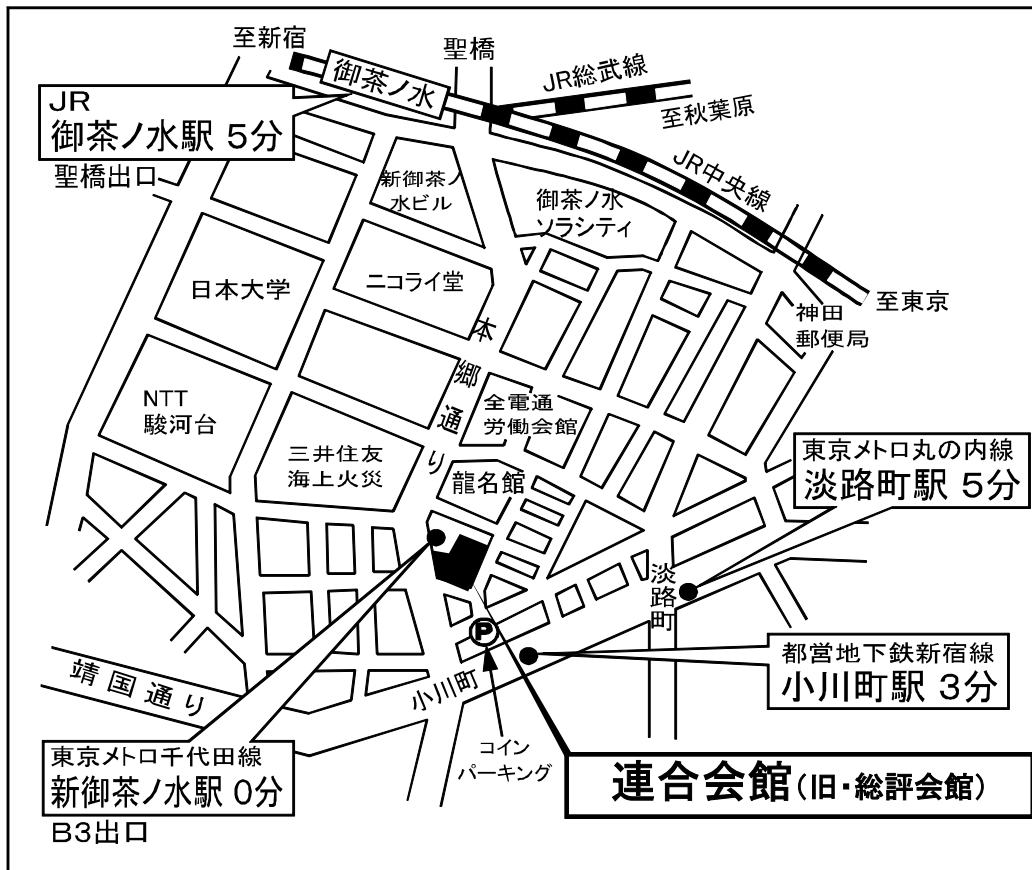 至新宿
聖橋
御茶ノ水
JR総武線
至秋葉原
JR
御茶ノ水駅 5分
聖橋出口
JR中央線
新御茶ノ
水ビル
御茶ノ水
ソラシティ
日本大学
ニコライ堂
至東京
神田
郵便局
本郷通り
NTT
駿河台
全電通
労働会館
三井住友
海上火災
龍名館
東京メトロ丸の内線
淡路町駅 5分
淡路町
P
都営地下鉄新宿線
小川町駅 3分
靖国通り
小川町
コイン
パーキング
東京メトロ千代田線
新御茶ノ水駅 0分
B3出口
連合会館(旧・総評会館)